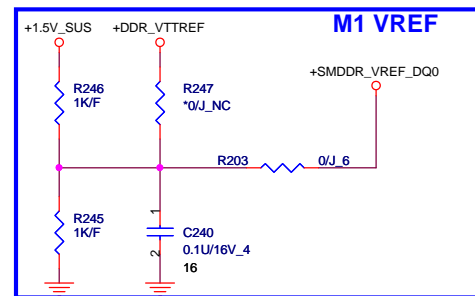 M1 VREF
+1.5V_SUS
+DDR_VTTREF
+SMDDR_VREF_DQ0
R246
1K/F
R247
*0/J_NC
R203
0/J_6
R245
1K/F
1
2
C240
0.1U/16V_4
16